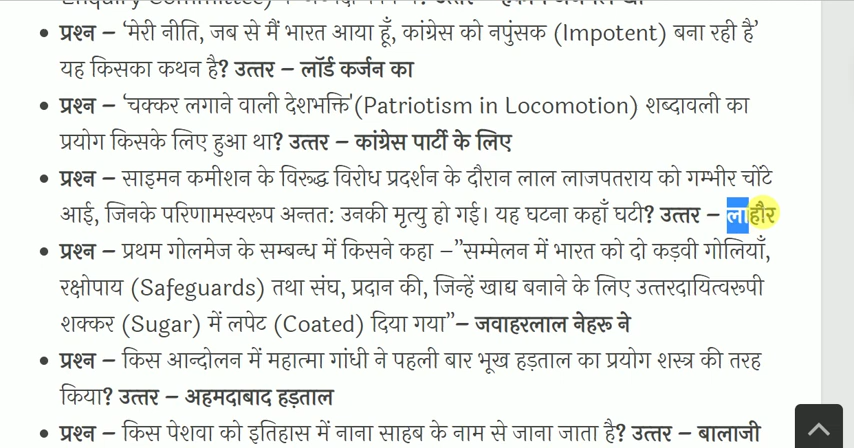 प्रश्न – ‘मेरी नीति, जब से मैं भारत आया हूँ, कांग्रेस को नपुंसक (Impotent) बना रही है’
यह किसका कथन है? उत्तर – लॉर्ड कर्जन का
प्रश्न – ‘चक्कर लगाने वाली देशभक्ति'(Patriotism in Locomotion) शब्दावली का
प्रयोग किसके लिए हुआ था? उत्तर – कांग्रेस पार्टी के लिए
प्रश्न – साइमन कमीशन के विरुद्ध विरोध प्रदर्शन के दौरान लाल लाजपतराय को गम्भीर चोंटे
आई, जिनके परिणामस्वरूप अन्तत: उनकी मृत्यु हो गई। यह घटना कहाँ घटी? उत्तर – लाहौर
प्रश्न – प्रथम गोलमेज के सम्बन्ध में किसने कहा –”सम्मेलन में भारत को दो कड़वी गोलियाँ,
रक्षोपाय (Safeguards) तथा संघ, प्रदान की, जिन्हें खाद्य बनाने के लिए उत्तरदायित्वरूपी
शक्कर (Sugar) में लपेट (Coated) दिया गया”– जवाहरलाल नेहरू ने
प्रश्न – किस आन्दोलन में महात्मा गांधी ने पहली बार भूख हड़ताल का प्रयोग शस्त्र की तरह
किया? उत्तर – अहमदाबाद हड़ताल
प्रश्न – किस पेशवा को इतिहास में नाना साहब के नाम से जाना जाता है? उत्तर – बालाजी